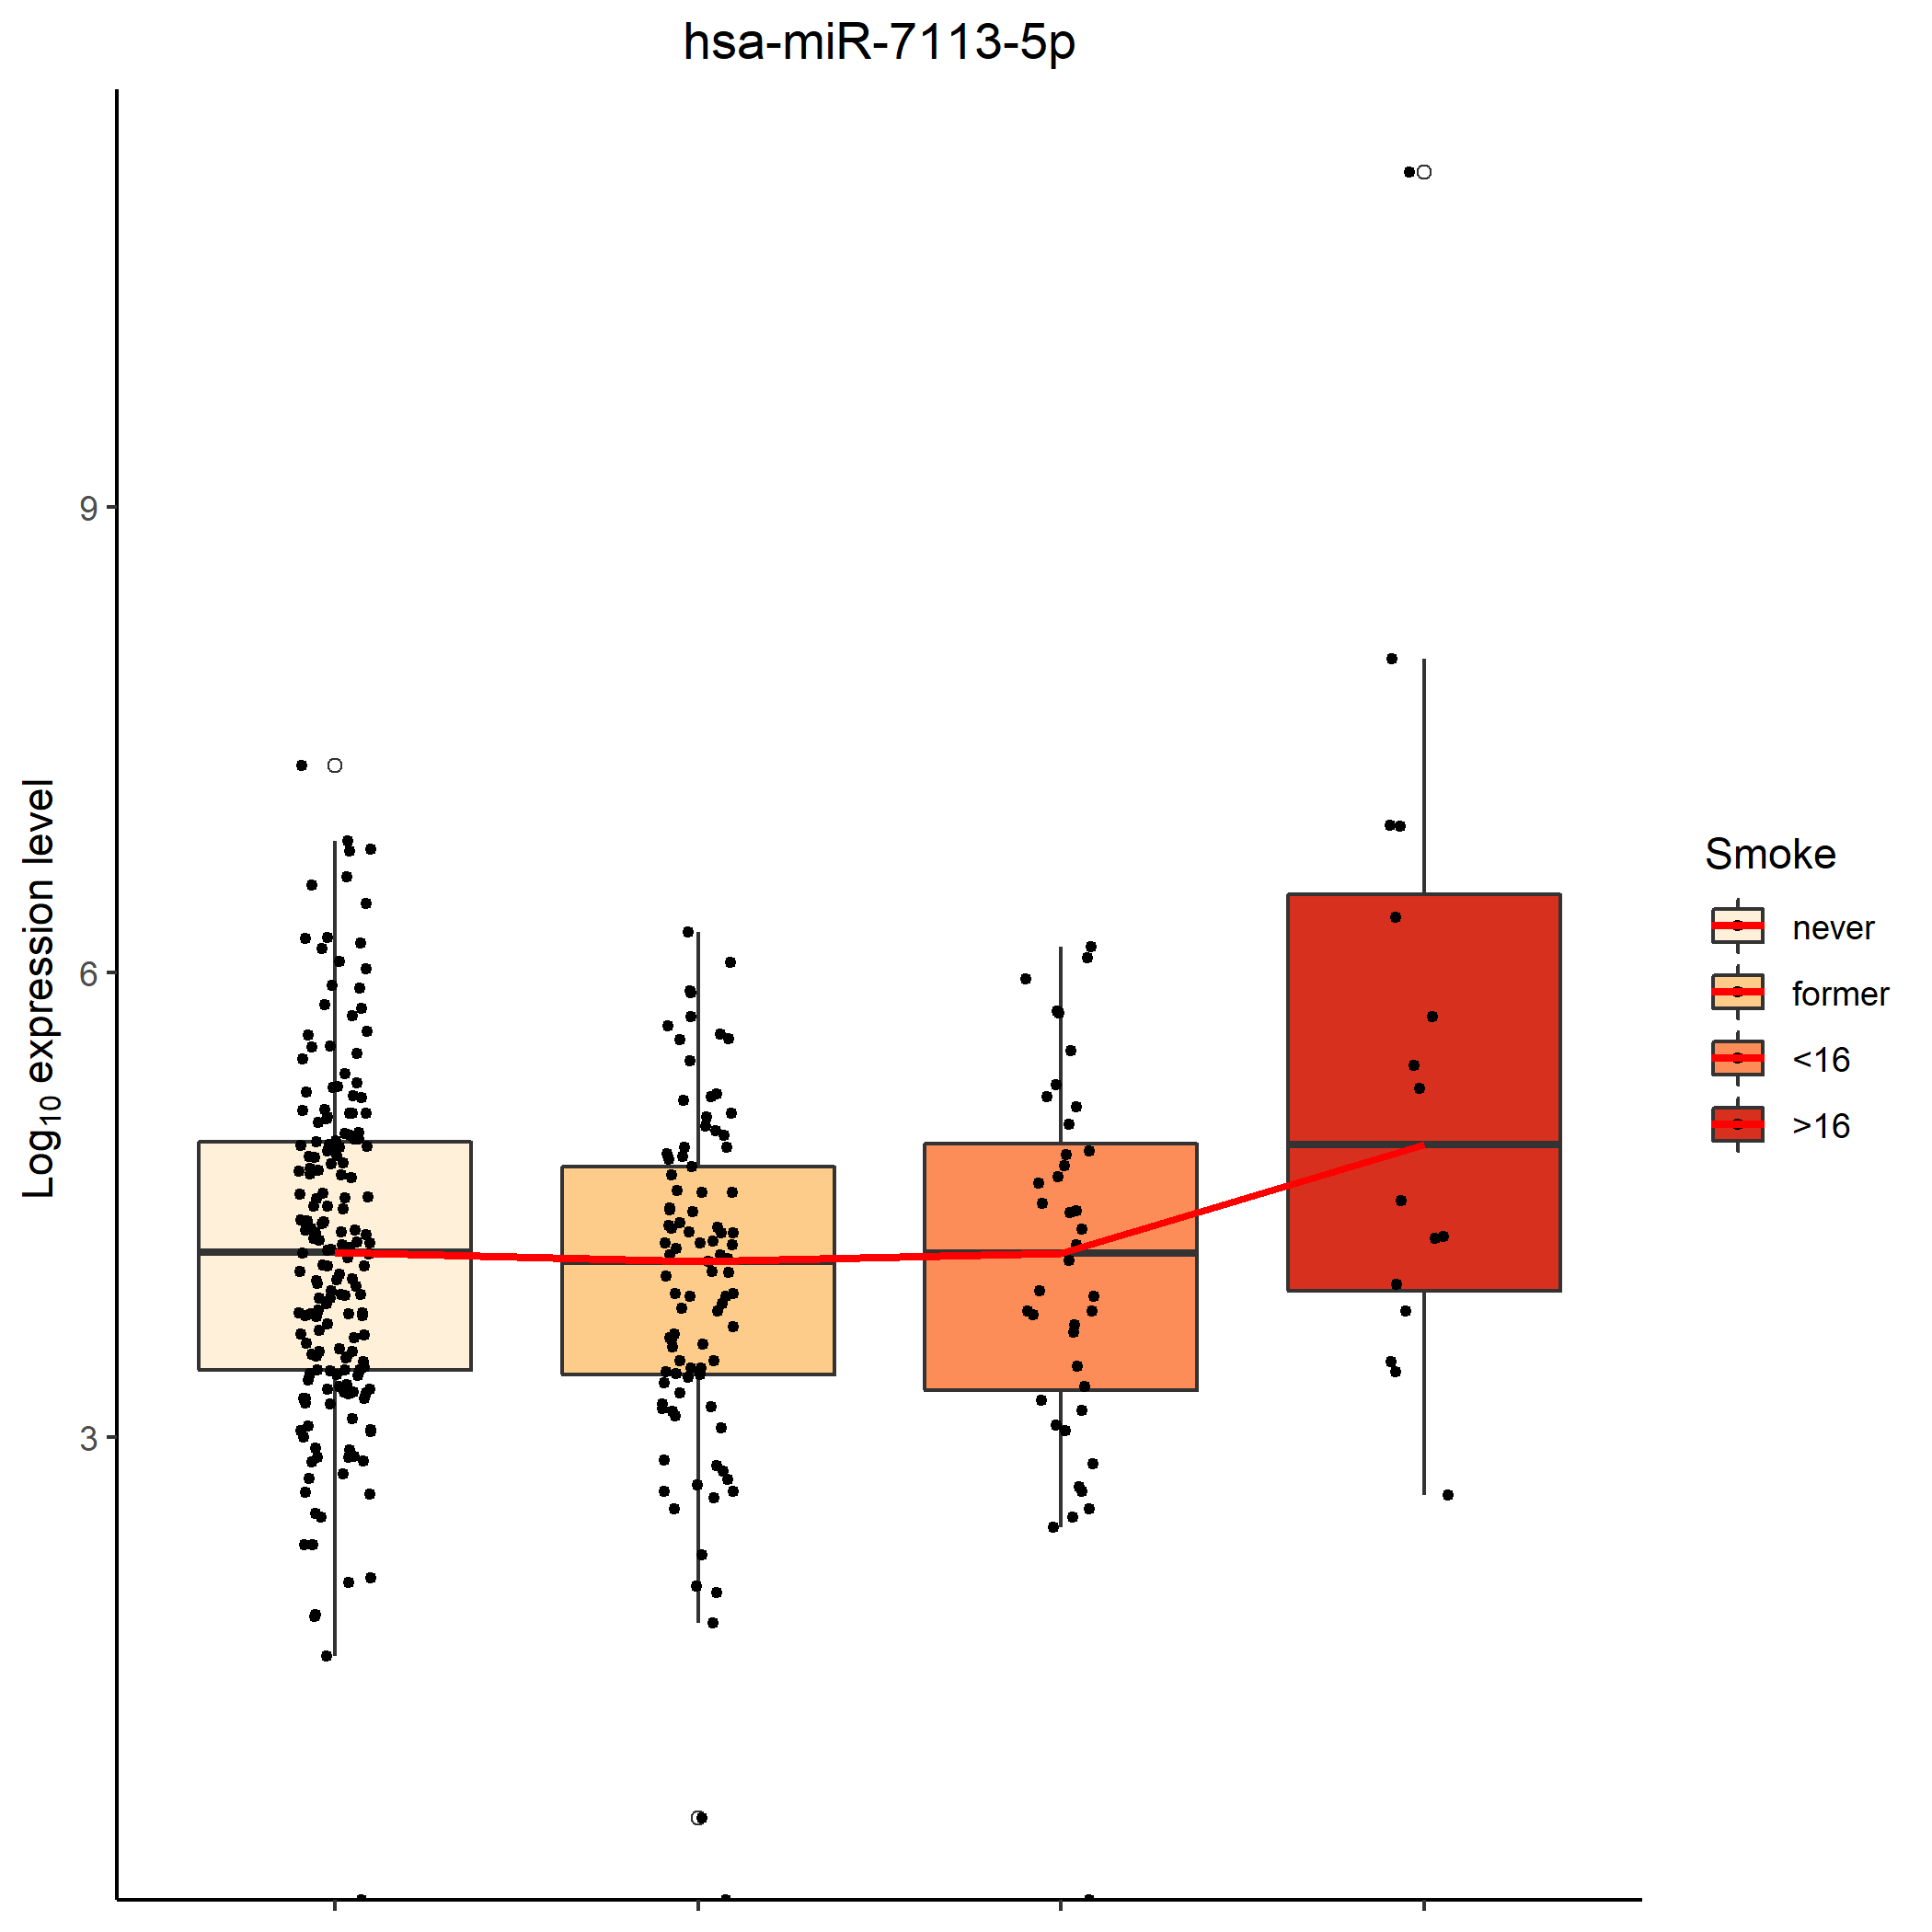 hsa-miR-7113-5p
9
6
3
Log₁₀ expression level
Smoke
never
former
<16
>16